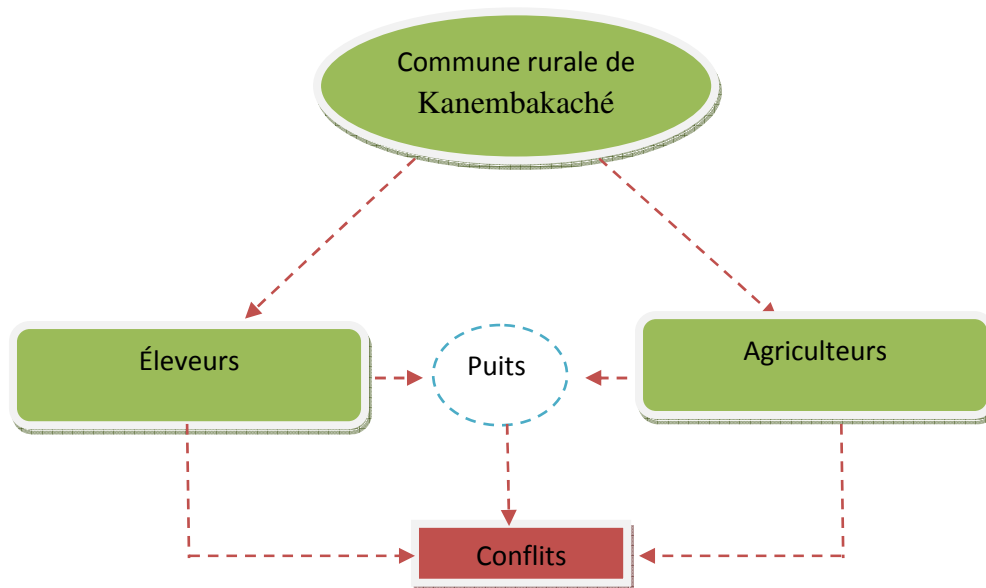 Commune rurale de
Kanembakaché
Éleveurs
Puits
Agriculteurs
Conflits